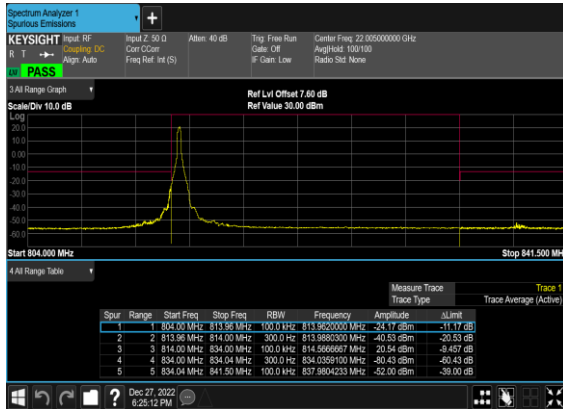 Spectrum Analyzer 1
Spurious Emissions
+
KEYSIGHT Input: RF Input Z: 50 Ω Atten: 40 dB Trig: Free Run Center Freq: 22.005000000 GHz
R T Coupling: DC Corr CCorr Gate: Off Avg|Hold: 100/100
Align: Auto Freq Ref: Int (S) IF Gain: Low Radio Std: None
PASS
3 All Range Graph
Ref Lvl Offset 7.60 dB
Scale/Div 10.0 dB Ref Value 30.00 dBm
Log
20.0
10.0
0.00
-10.0
-20.0
-30.0
-40.0
-50.0
-60.0
Start 804.000 MHz Stop 841.500 MH
4 All Range Table
Measure Trace Trace 1
Trace Type Trace Average (Active)
Spur Range Start Freq Stop Freq RBW Frequency Amplitude ΔLimit
1 1 804.00 MHz 813.96 MHz 100.0 kHz 813.9620000 MHz -24.17 dBm -11.17 dB
2 2 813.96 MHz 814.00 MHz 300.0 Hz 813.9880300 MHz -40.53 dBm -20.53 dB
3 3 814.00 MHz 834.00 MHz 100.0 kHz 814.5666667 MHz 20.54 dBm -9.457 dB
4 4 834.00 MHz 834.04 MHz 300.0 Hz 834.0359100 MHz -80.43 dBm -60.43 dB
5 5 834.04 MHz 841.50 MHz 100.0 kHz 837.9804233 MHz -52.00 dBm -39.00 dB
? Dec 27, 2022
6:25:12 PM